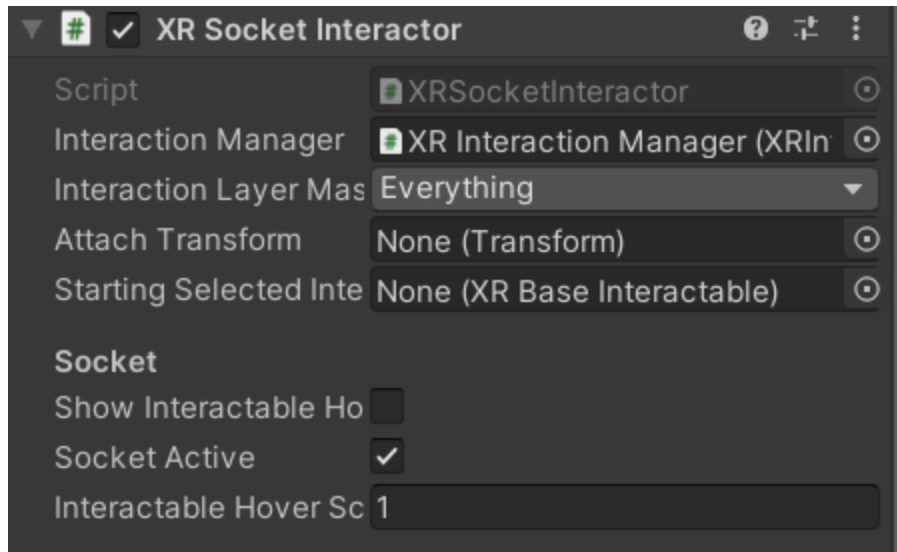 XR Socket Interactor
Script XRSocketInteractor
Interaction Manager XR Interaction Manager (XRIn
Interaction Layer Mas Everything
Attach Transform None (Transform)
Starting Selected Inte None (XR Base Interactable)
Socket
Show Interactable Ho
Socket Active
Interactable Hover Sc 1